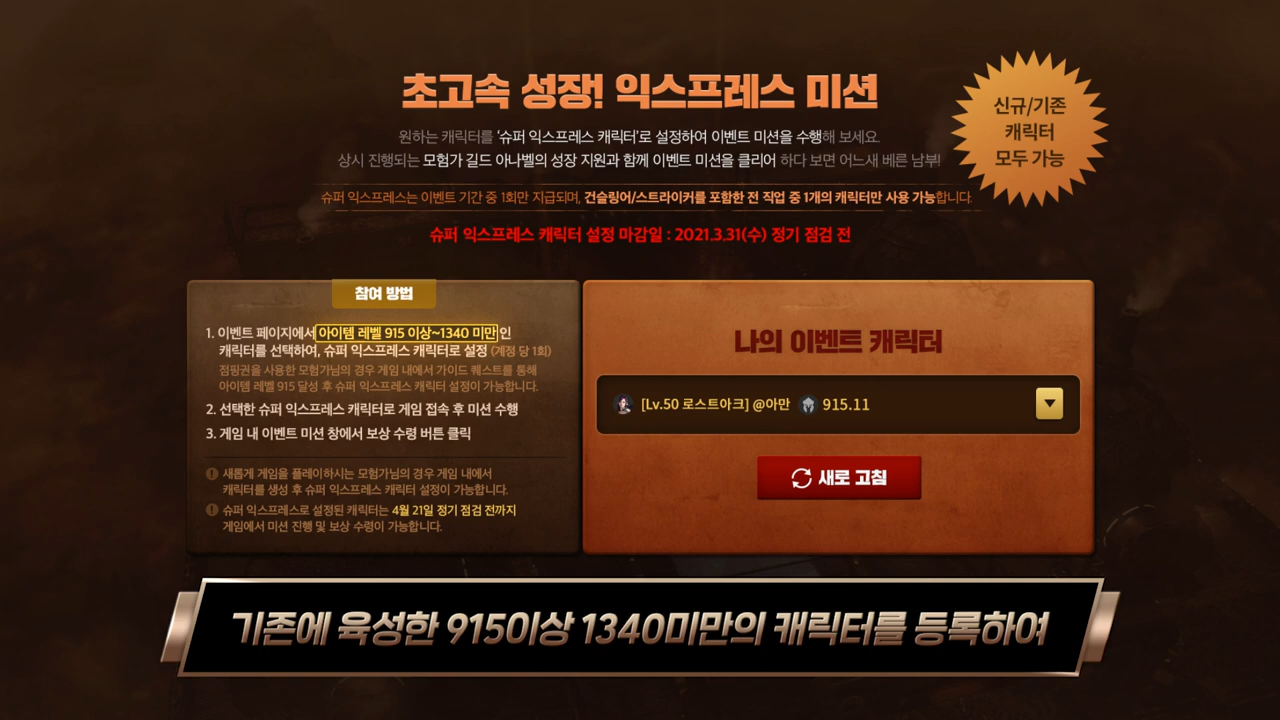 초고속 성장! 익스프레스 미션
신규/기존
캐릭터
모두 가능
원하는 캐릭터를 '슈퍼 익스프레스 캐릭터'로 설정하여 이벤트 미션을 수행해 보세요.
상시 진행되는 모험가 길드 아나벨의 성장 지원과 함께 이벤트 미션을 클리어 하다 보면 어느새 베른 남부!
슈퍼 익스프레스는 이벤트 기간 중 1회만 지급되며, 건슬링어/스트라이커를 포함한 전 직업 중 1개의 캐릭터만 사용 가능합니다.
슈퍼 익스프레스 캐릭터 설정 마감일 : 2021.3.31(수) 정기 점검 전
참여 방법
1. 이벤트 페이지에서 아이템 레벨 915 이상~1340 미만인
캐릭터를 선택하여, 슈퍼 익스프레스 캐릭터로 설정 (계정 당 1회)
점핑권을 사용한 모험가님의 경우 게임 내에서 가이드 퀘스트를 통해
아이템 레벨 915 달성 후 슈퍼 익스프레스 캐릭터 설정이 가능합니다.
2. 선택한 슈퍼 익스프레스 캐릭터로 게임 접속 후 미션 수행
3. 게임 내 이벤트 미션 창에서 보상 수령 버튼 클릭
새롭게 게임을 플레이하시는 모험가님의 경우 게임 내에서
캐릭터를 생성 후 슈퍼 익스프레스 캐릭터 설정이 가능합니다.
슈퍼 익스프레스로 설정된 캐릭터는 4월 21일 정기 점검 전까지
게임에서 미션 진행 및 보상 수령이 가능합니다.
나의 이벤트 캐릭터
[Lv.50 로스트아크] @아만 915.11
새로 고침
기존에 육성한 915이상 1340미만의 캐릭터를 등록하여